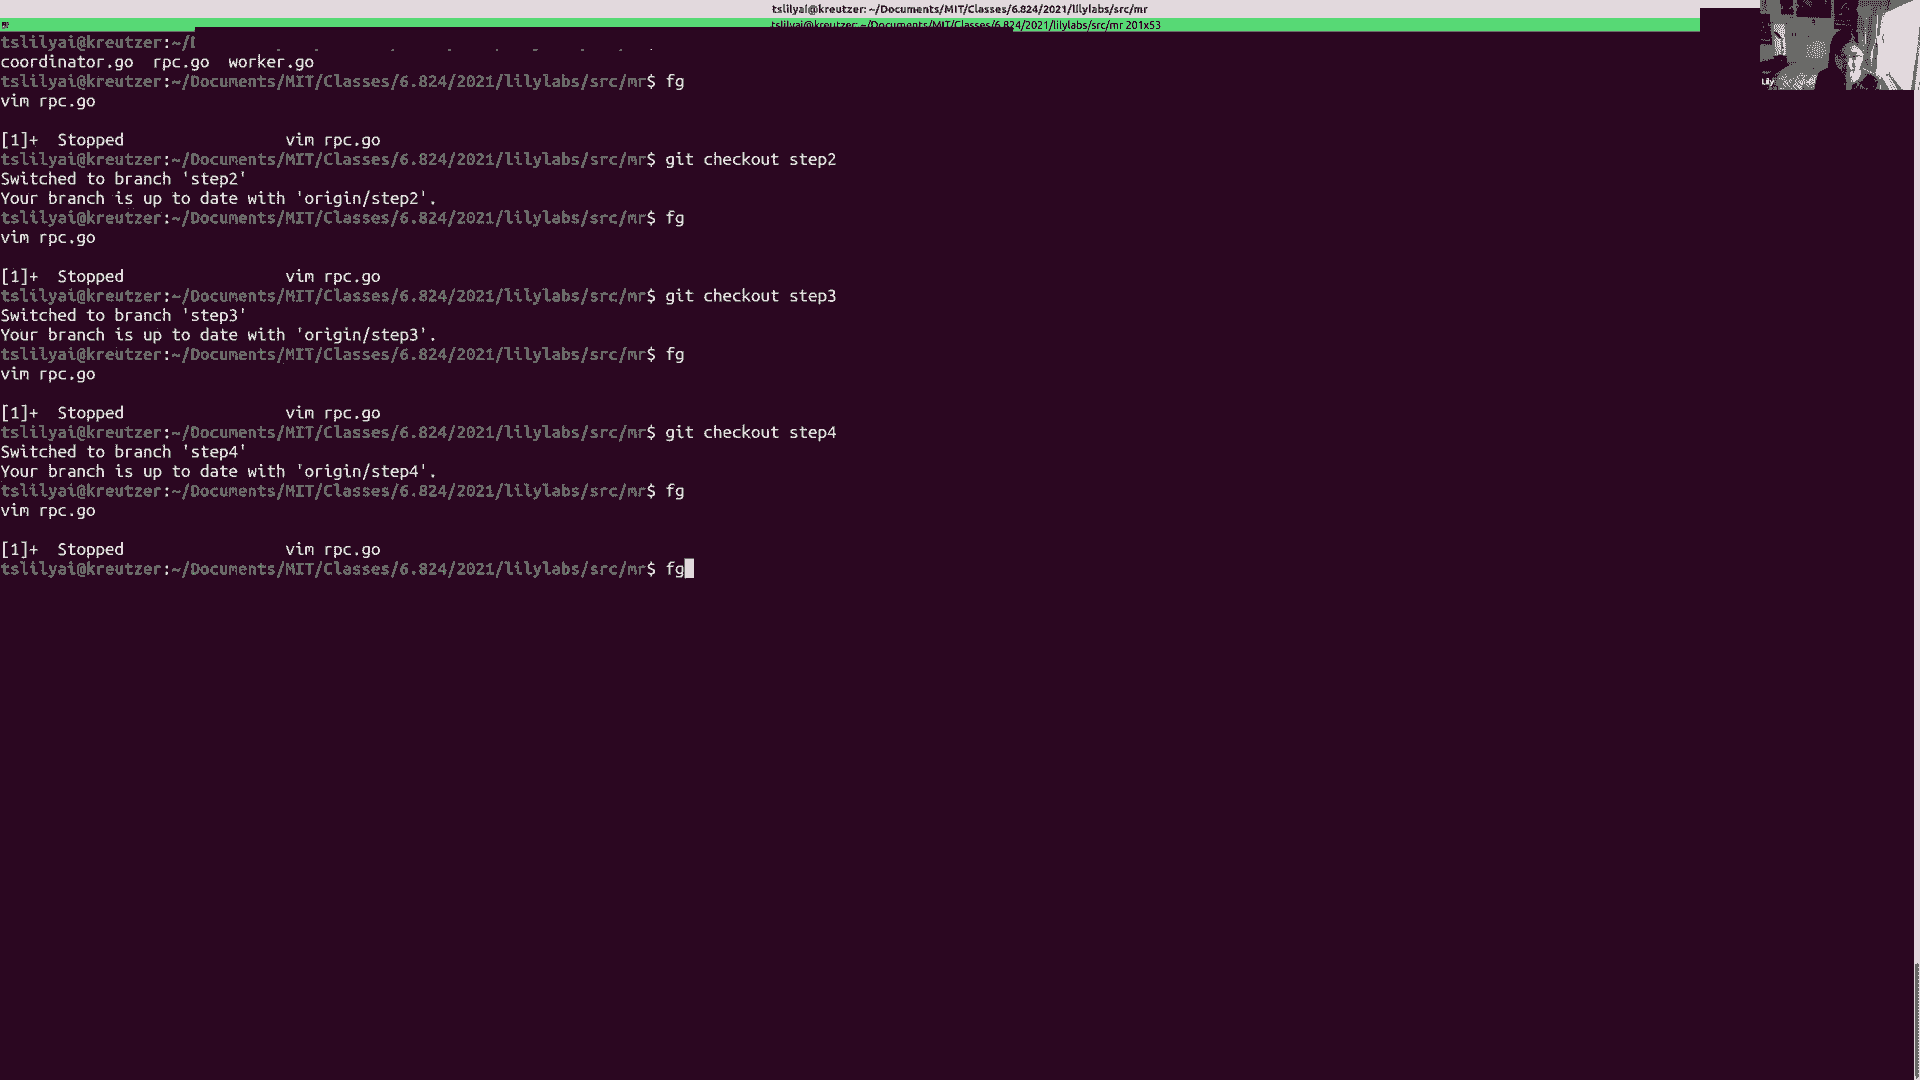 tslilyai@kreutzer: ~/Documents/MIT/Classes/6.824/2021/lilylabs/src/mr
tslilyai@kreutzer: ~/Documents/MIT/Classes/6.824/2021/lilylabs/src/mr 201x53
tslilyai@kreutzer:~/
coordinator.go  rpc.go  worker.go
tslilyai@kreutzer:~/Documents/MIT/Classes/6.824/2021/lilylabs/src/mr$ fg
vim rpc.go
[1]+  Stopped                 vim rpc.go
tslilyai@kreutzer:~/Documents/MIT/Classes/6.824/2021/lilylabs/src/mr$ git checkout step2
Switched to branch 'step2'
Your branch is up to date with 'origin/step2'.
tslilyai@kreutzer:~/Documents/MIT/Classes/6.824/2021/lilylabs/src/mr$ fg
vim rpc.go
[1]+  Stopped                 vim rpc.go
tslilyai@kreutzer:~/Documents/MIT/Classes/6.824/2021/lilylabs/src/mr$ git checkout step3
Switched to branch 'step3'
Your branch is up to date with 'origin/step3'.
tslilyai@kreutzer:~/Documents/MIT/Classes/6.824/2021/lilylabs/src/mr$ fg
vim rpc.go
[1]+  Stopped                 vim rpc.go
tslilyai@kreutzer:~/Documents/MIT/Classes/6.824/2021/lilylabs/src/mr$ git checkout step4
Switched to branch 'step4'
Your branch is up to date with 'origin/step4'.
tslilyai@kreutzer:~/Documents/MIT/Classes/6.824/2021/lilylabs/src/mr$ fg
vim rpc.go
[1]+  Stopped                 vim rpc.go
tslilyai@kreutzer:~/Documents/MIT/Classes/6.824/2021/lilylabs/src/mr$ fg
Lily